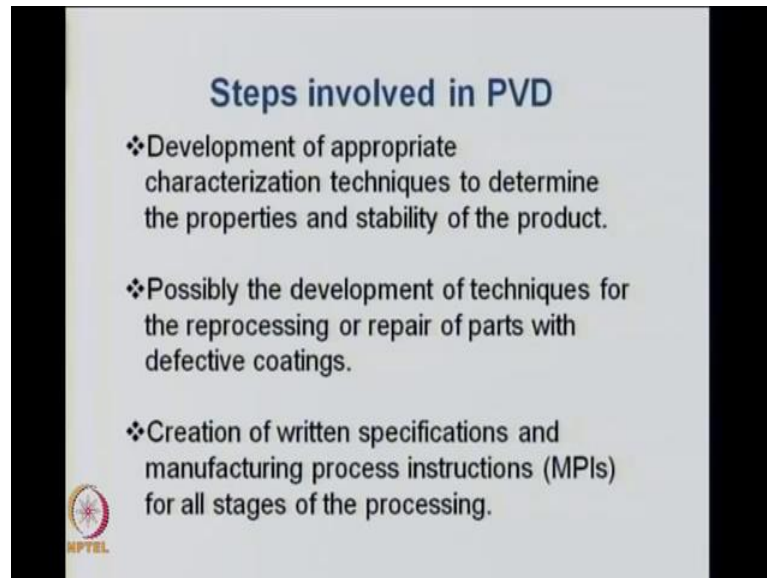 Steps involved in PVD
❖Development of appropriate
characterization techniques to determine
the properties and stability of the product.
❖Possibly the development of techniques for
the reprocessing or repair of parts with
defective coatings.
❖Creation of written specifications and
manufacturing process instructions (MPIs)
for all stages of the processing.
NPTEL